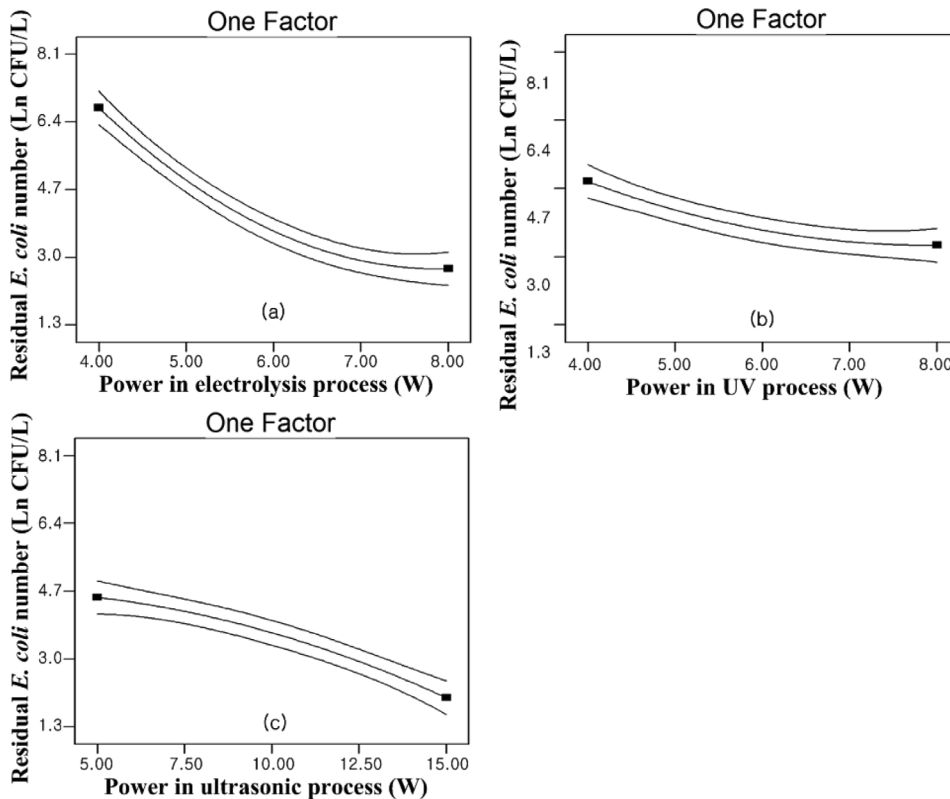 One Factor
Residual E. coli number (Ln CFU/L)
8.1
6.4
4.7
3.0
1.3
(a)
4.00 5.00 6.00 7.00 8.00
Power in electrolysis process (W)
One Factor
Residual E. coli number (Ln CFU/L)
8.1
6.4
4.7
3.0
1.3
(b)
4.00 5.00 6.00 7.00 8.00
Power in UV process (W)
One Factor
Residual E. coli number (Ln CFU/L)
8.1
6.4
4.7
3.0
1.3
(c)
5.00 7.50 10.00 12.50 15.00
Power in ultrasonic process (W)